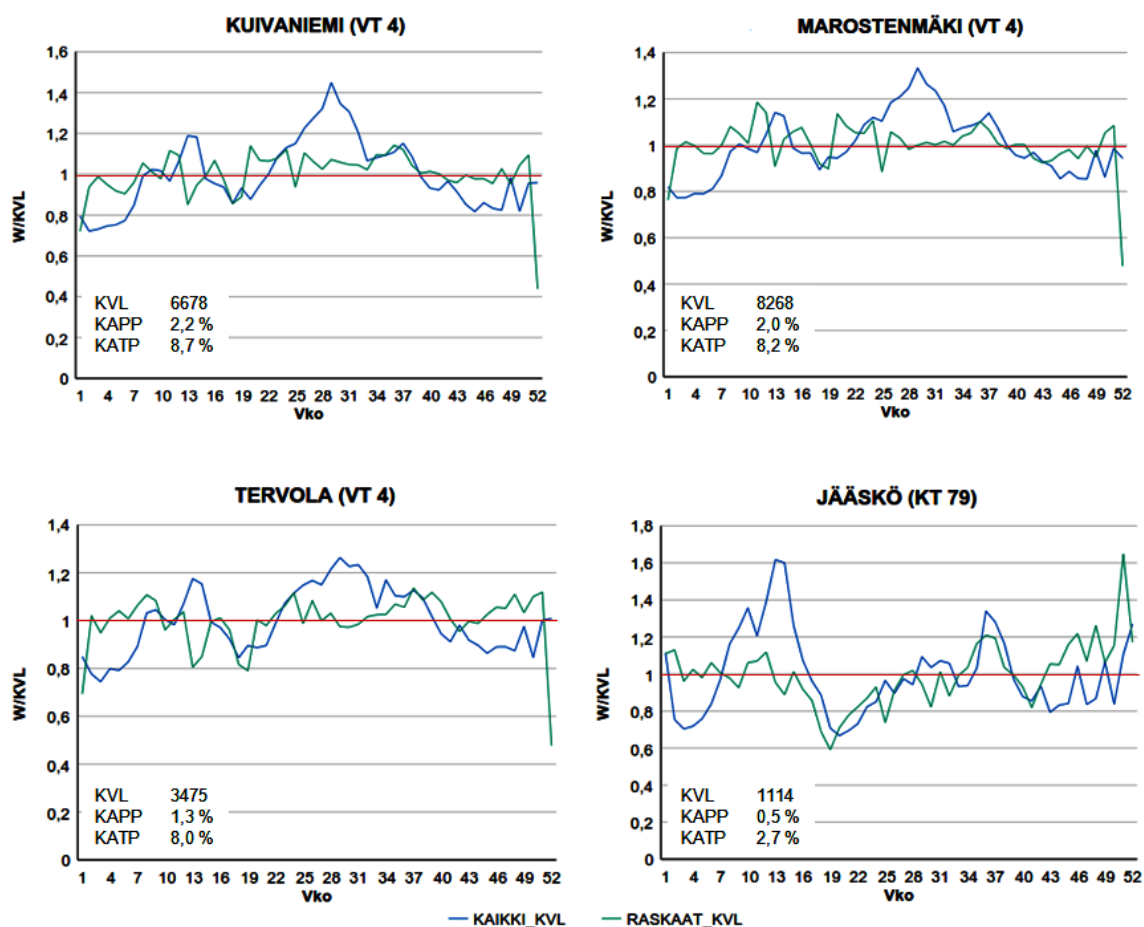 KUIVANIEMI (VT 4)
1,6
1,4
1,2
1
0,8
0,6
0,4
0,2
0
W/KVL
KVL 6678
KAPP 2,2 %
KATP 8,7 %
1 4 7 10 13 16 19 22 25 28 31 34 37 40 43 46 49 52
Vko
MAROSTENMÄKI (VT 4)
1,4
1,2
1
0,8
0,6
0,4
0,2
0
W/KVL
KVL 8268
KAPP 2,0 %
KATP 8,2 %
1 4 7 10 13 16 19 22 25 28 31 34 37 40 43 46 49 52
Vko
TERVOLA (VT 4)
1,4
1,2
1
0,8
0,6
0,4
0,2
0
W/KVL
KVL 3475
KAPP 1,3 %
KATP 8,0 %
1 4 7 10 13 16 19 22 25 28 31 34 37 40 43 46 49 52
Vko
JÄÄSKÖ (KT 79)
1,8
1,6
1,4
1,2
1
0,8
0,6
0,4
0,2
0
W/KVL
KVL 1114
KAPP 0,5 %
KATP 2,7 %
1 4 7 10 13 16 19 22 25 28 31 34 37 40 43 46 49 52
Vko
KAIKKI_KVL RASKAAT_KVL